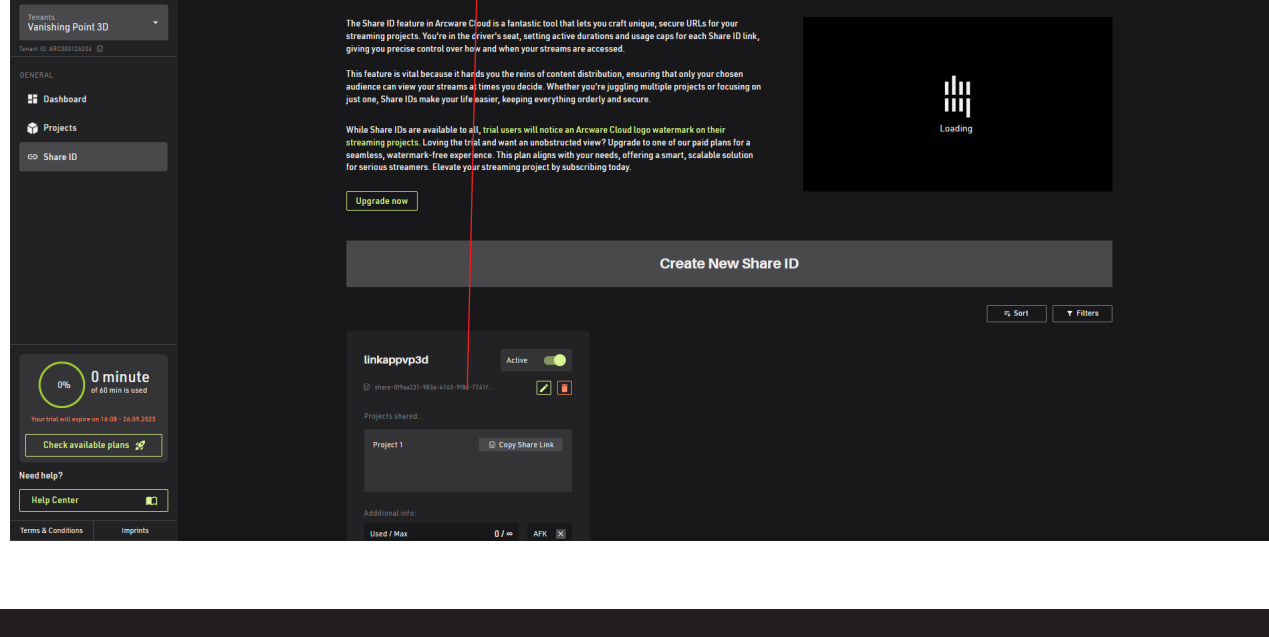 Tenants
Vanishing Point 3D
Tenant ID: ARC000126204
GENERAL
Dashboard
Projects
Share ID
0%
0 minute
of 60 min is used
Your trial will expire on 16:08 - 26.09.2025
Check available plans
Need help?
Help Center
Terms & Conditions
Imprints
The Share ID feature in Arcware Cloud is a fantastic tool that lets you craft unique, secure URLs for your
streaming projects. You're in the driver's seat, setting active durations and usage caps for each Share ID link,
giving you precise control over how and when your streams are accessed.
This feature is vital because it hands you the reins of content distribution, ensuring that only your chosen
audience can view your streams at times you decide. Whether you're juggling multiple projects or focusing on
just one, Share IDs make your life easier, keeping everything orderly and secure.
While Share IDs are available to all, trial users will notice an Arcware Cloud logo watermark on their
streaming projects. Loving the trial and want an unobstructed view? Upgrade to one of our paid plans for a
seamless, watermark-free experience. This plan aligns with your needs, offering a smart, scalable solution
for serious streamers. Elevate your streaming project by subscribing today.
Upgrade now
Loading
Create New Share ID
Sort
Filters
linkappvp3d
Active
Projects shared:
Project 1
Copy Share Link
Additional info:
Used / Max
0 / ∞
AFK